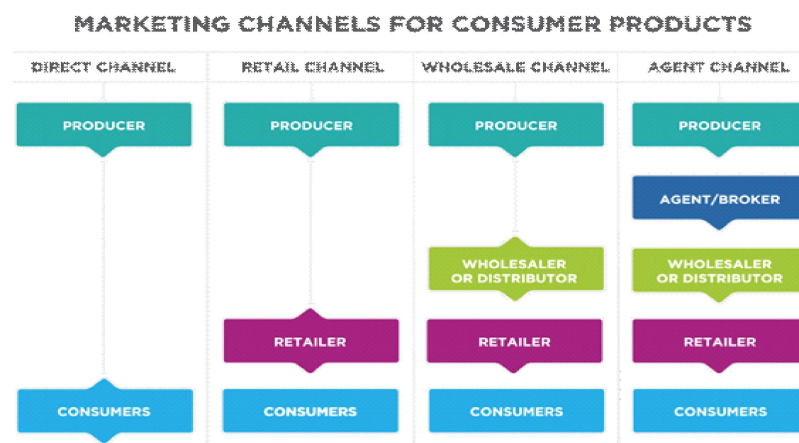 MARKETING CHANNELS FOR CONSUMER PRODUCTS
DIRECT CHANNEL
RETAIL CHANNEL
WHOLESALE CHANNEL
AGENT CHANNEL
PRODUCER
PRODUCER
PRODUCER
PRODUCER
AGENT/BROKER
WHOLESALER
OR DISTRIBUTOR
WHOLESALER
OR DISTRIBUTOR
RETAILER
RETAILER
RETAILER
CONSUMERS
CONSUMERS
CONSUMERS
CONSUMERS